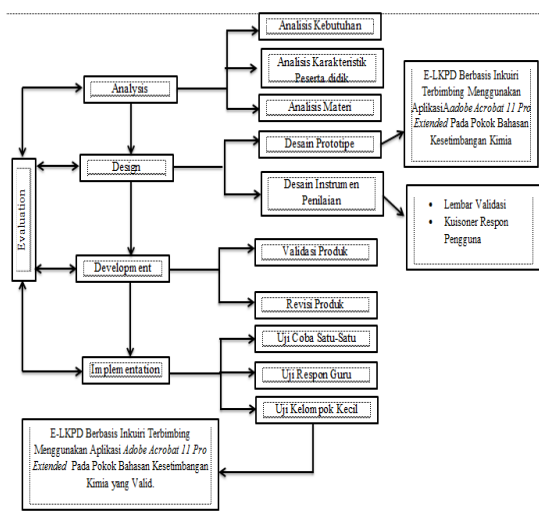 Analisis Kebutuhan
Analisis Karakteristik
Peserta didik
Analisis Materi
Analysis
E-LKPD Berbasis Inkuiri
Terbimbing Menggunakan
AplikasiAadobe Acrobat 11 Pro
Extended Pada Pokok Bahasan
Kesetimbangan Kimia
Desain Prototipe
Design
Desain Instrumen
Penilaian
• Lembar Validasi
• Kuisoner Respon
Pengguna
Evaluation
Validasi Produk
Development
Revisi Produk
Uji Coba Satu-Satu
Implementation
Uji Respon Guru
Uji Kelompok Kecil
E-LKPD Berbasis Inkuiri Terbimbing
Menggunakan Aplikasi Adobe Acrobat 11 Pro
Extended Pada Pokok Bahasan Kesetimbangan
Kimia yang Valid.